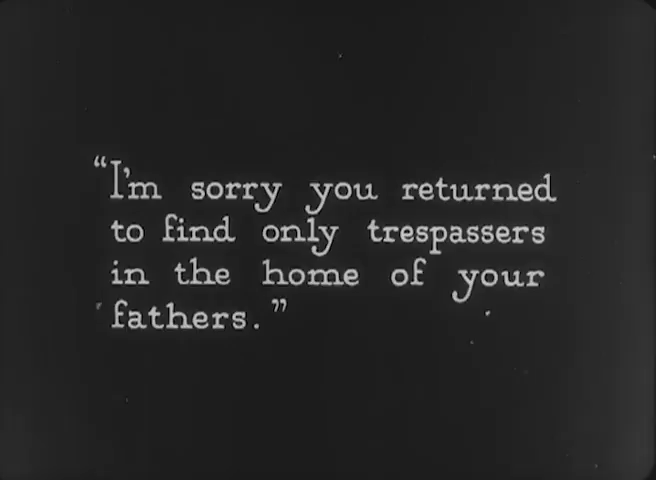 “I'm sorry you returned
to find only trespassers
in the home of your
fathers.”